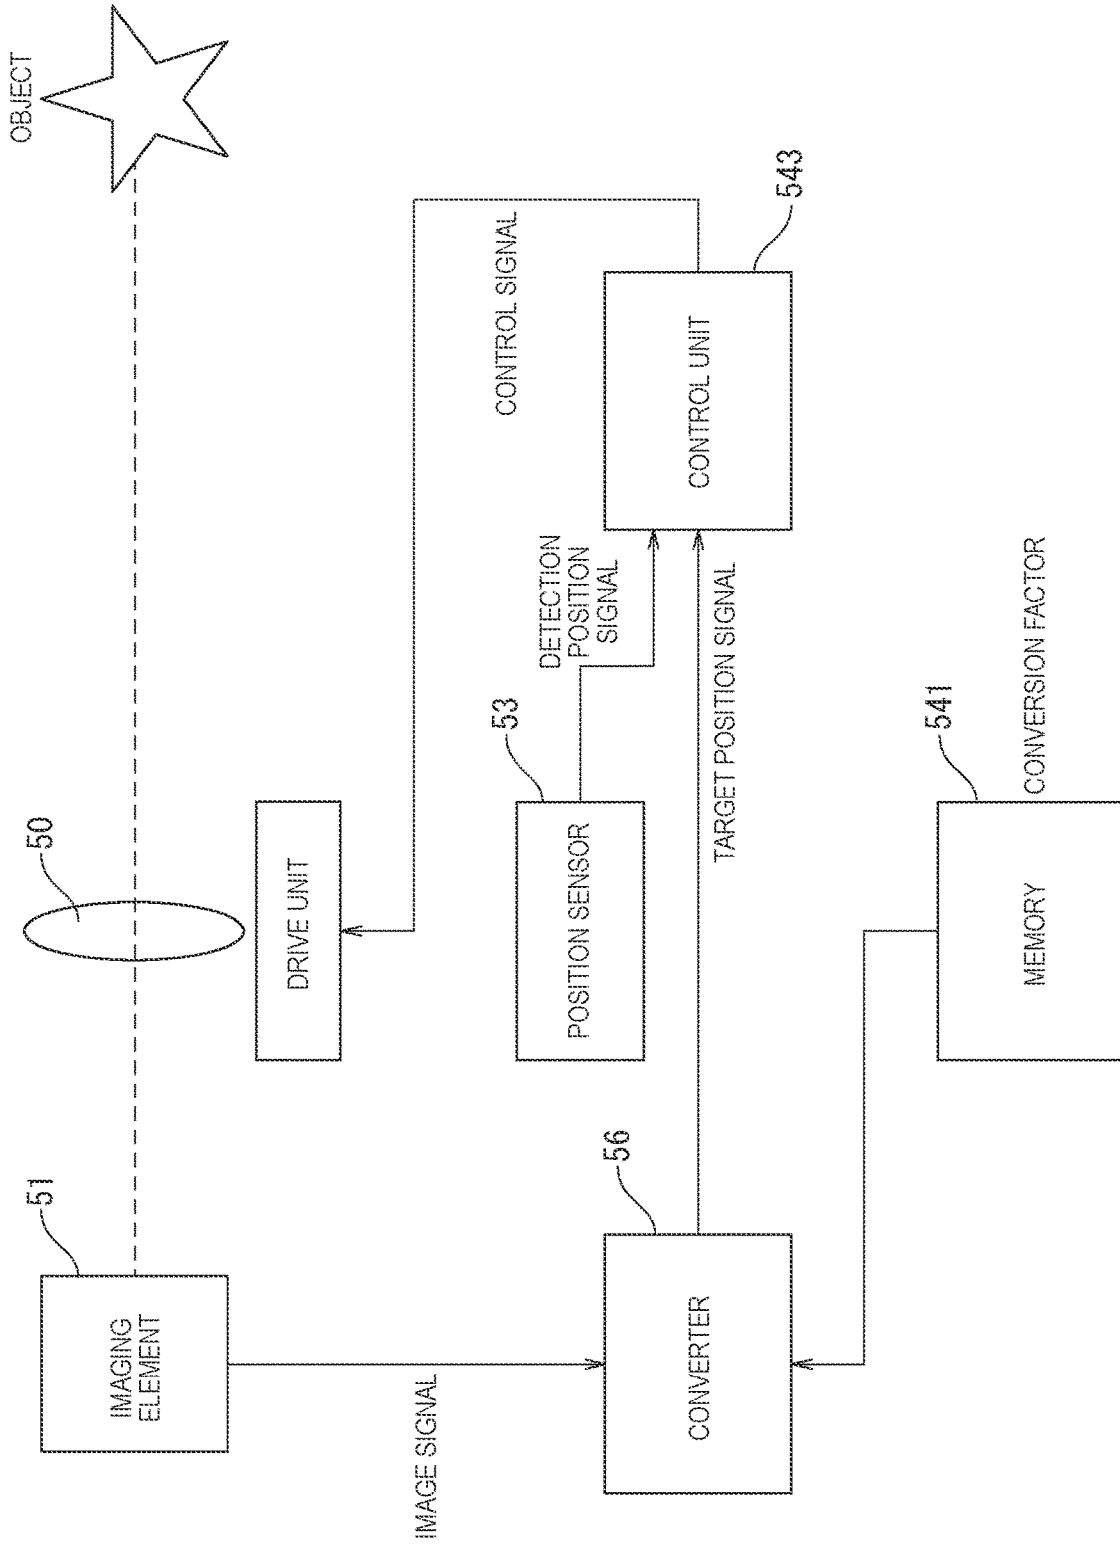 OBJECT
50
51
IMAGING
ELEMENT
DRIVE UNIT
CONTROL SIGNAL
IMAGE SIGNAL
53
POSITION SENSOR
DETECTION
POSITION
SIGNAL
543
CONTROL UNIT
56
CONVERTER
TARGET POSITION SIGNAL
541
MEMORY
CONVERSION FACTOR